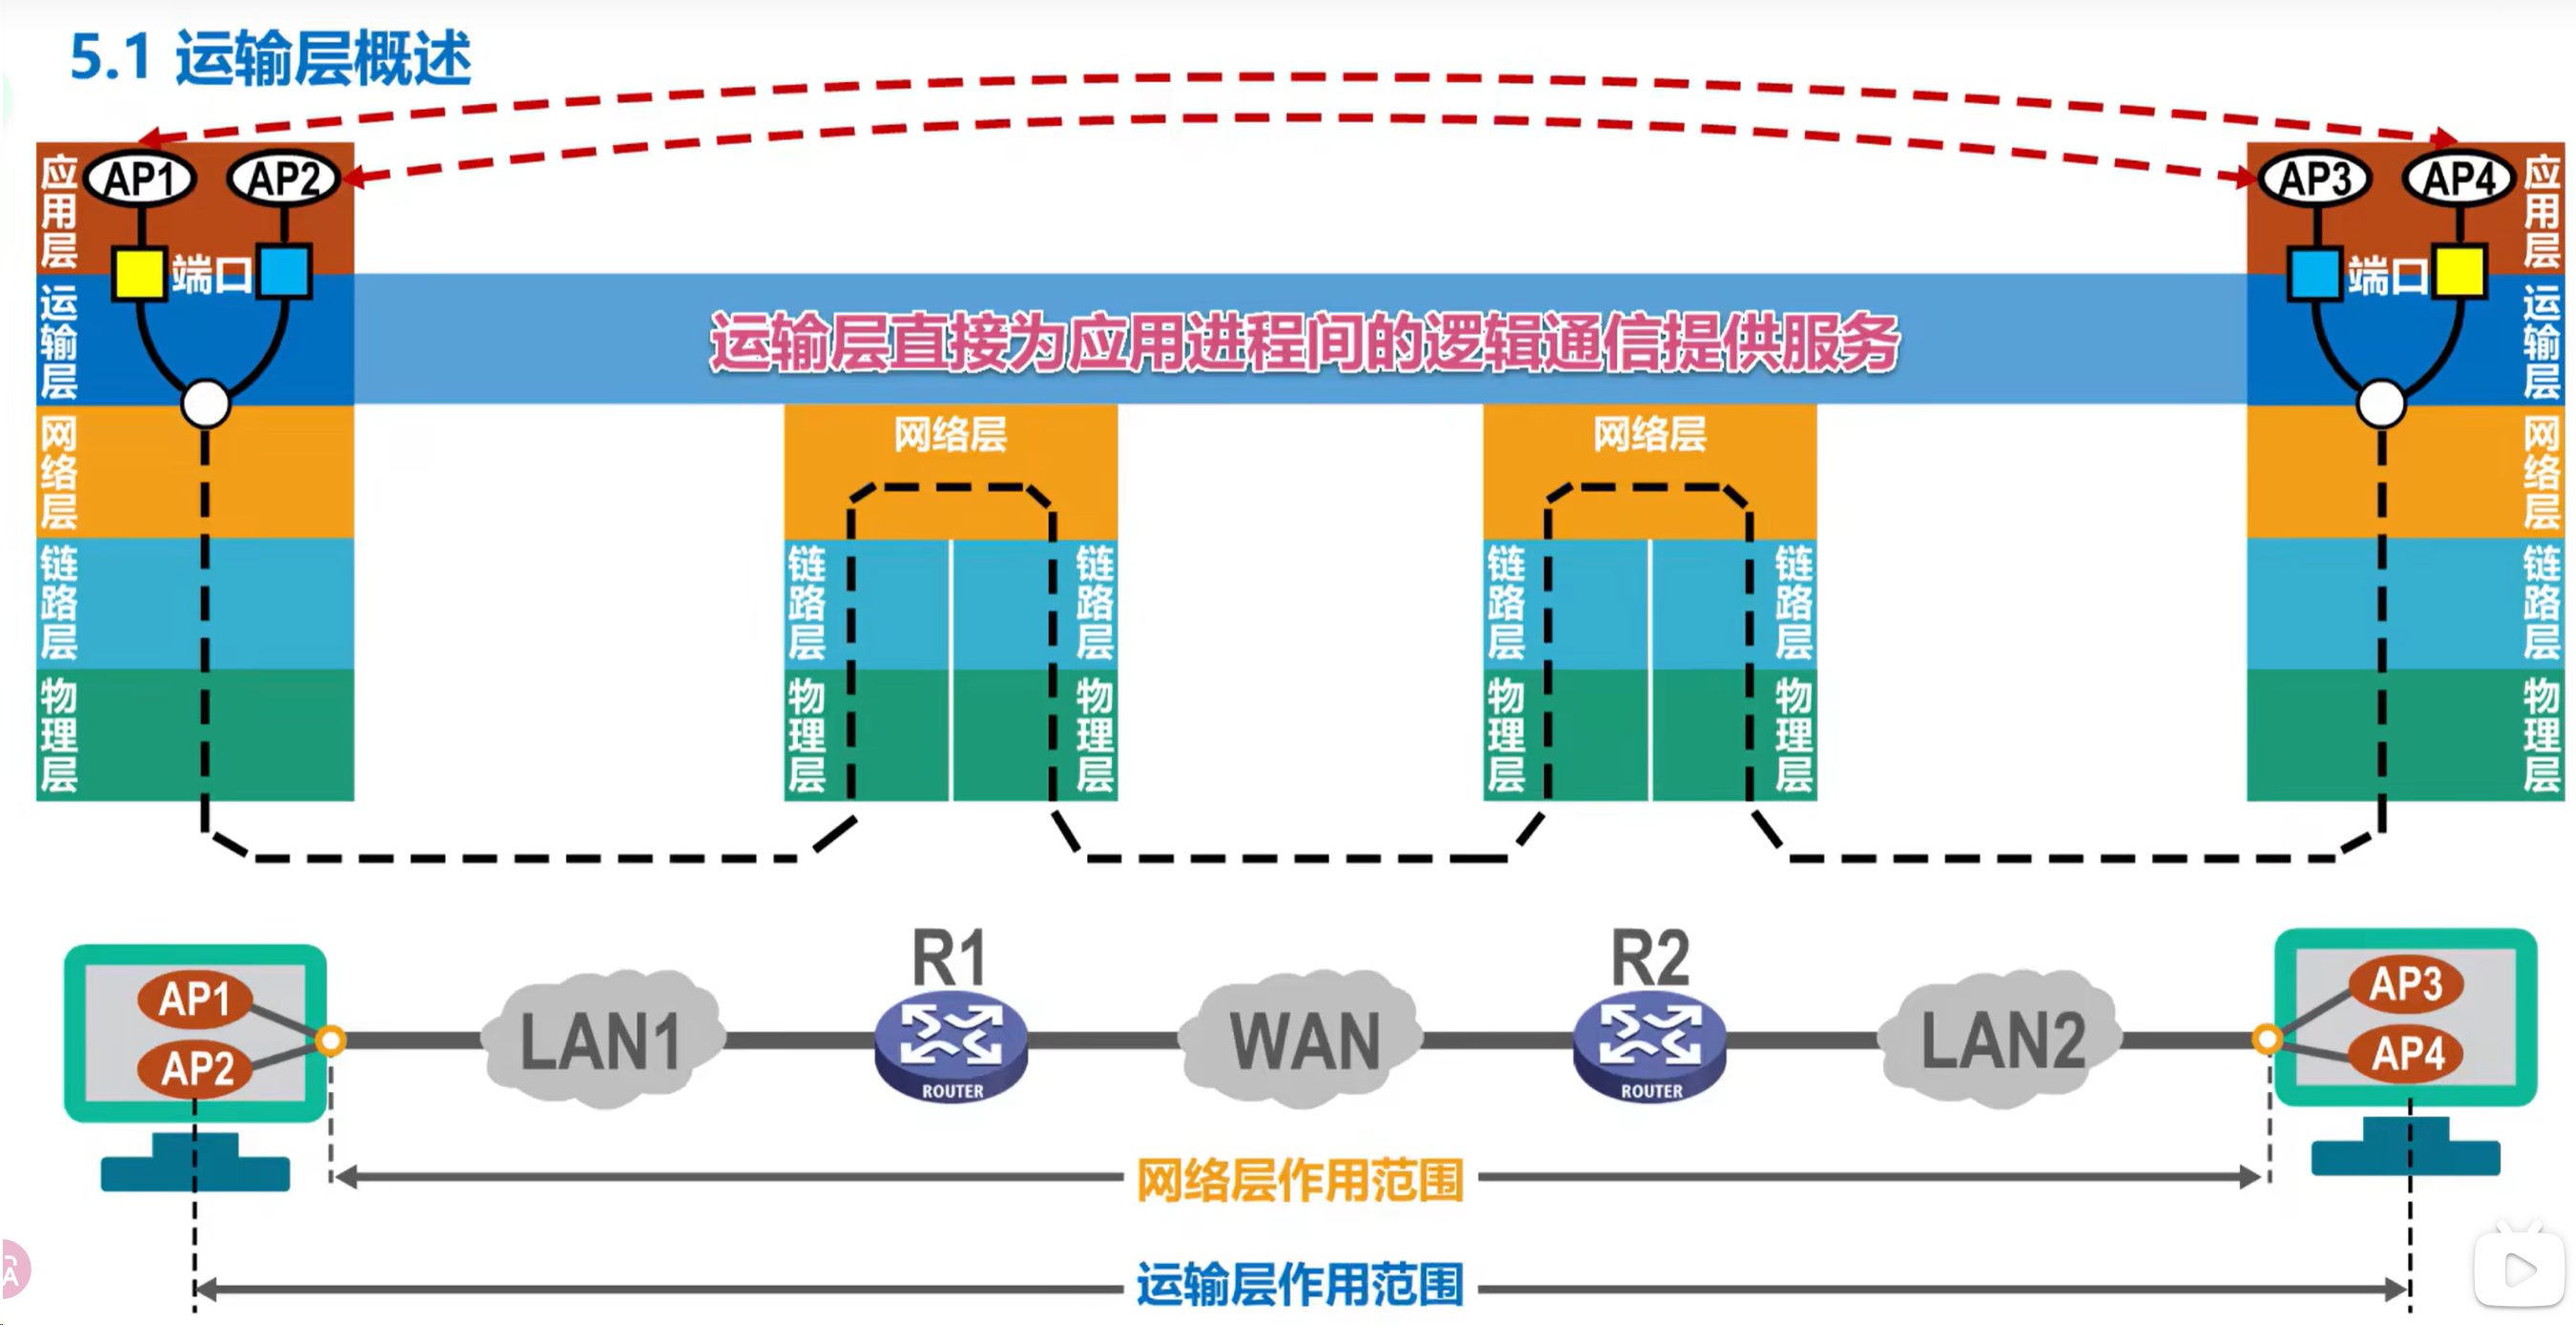 5.1 运输层概述
应用层
AP1
AP2
AP3
AP4
应用层
端口
端口
运输层
运输层直接为应用进程间的逻辑通信提供服务
运输层
网络层
网络层
网络层
网络层
链路层
链路层
链路层
链路层
链路层
链路层
物理层
物理层
物理层
物理层
物理层
物理层
R1
R2
AP1
AP2
LAN1
ROUTER
WAN
ROUTER
LAN2
AP3
AP4
网络层作用范围
运输层作用范围